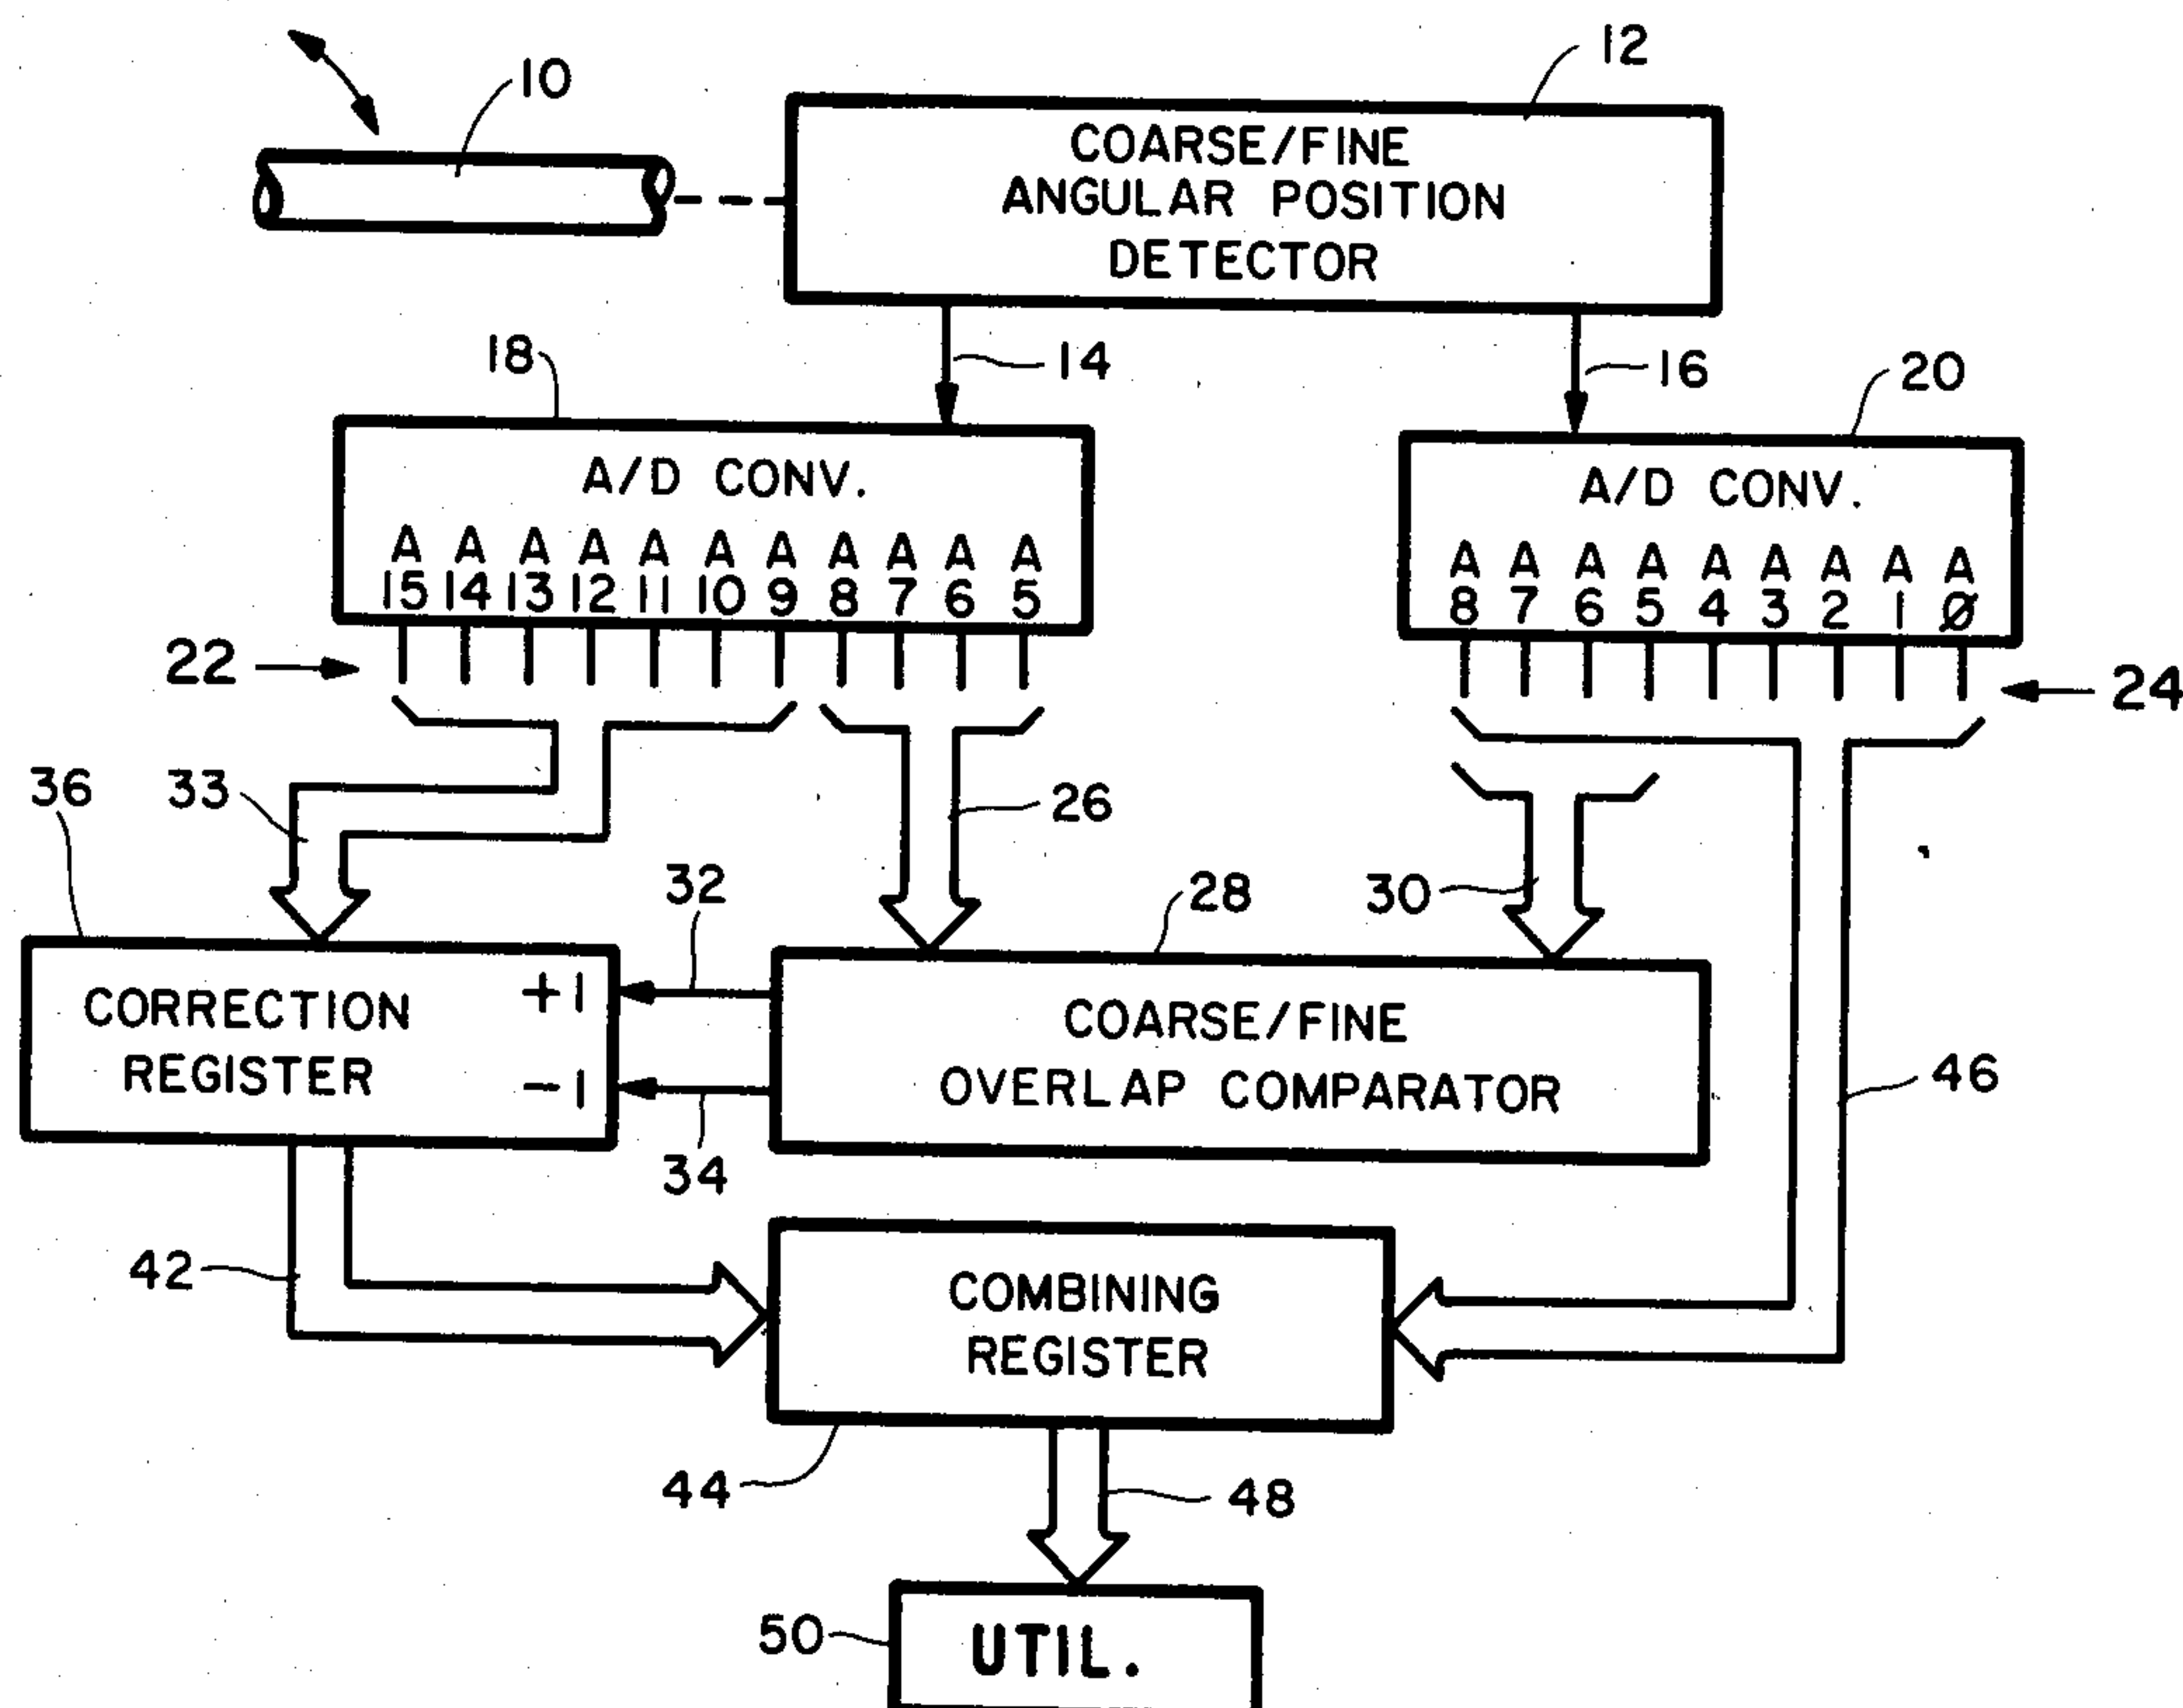 10
12
COARSE/FINE
ANGULAR POSITION
DETECTOR
18
14
16
20
A/D CONV.
A A A A A A A A A A A
15 14 13 12 11 10 9 8 7 6 5
A/D CONV.
A A A A A A A A A
8 7 6 5 4 3 2 1 Ø
22
24
36
33
26
32
28
30
CORRECTION
REGISTER
+1
-1
COARSE/FINE
OVERLAP COMPARATOR
46
34
42
COMBINING
REGISTER
44
48
50
UTIL.